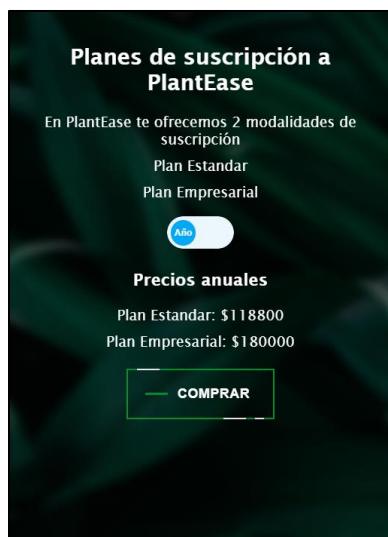 Planes de suscripción a
PlantEase
En PlantEase te ofrecemos 2 modalidades de
suscripción
Plan Estandar
Plan Empresarial
Año
Precios anuales
Plan Estandar: $118800
Plan Empresarial: $180000
COMPRAR